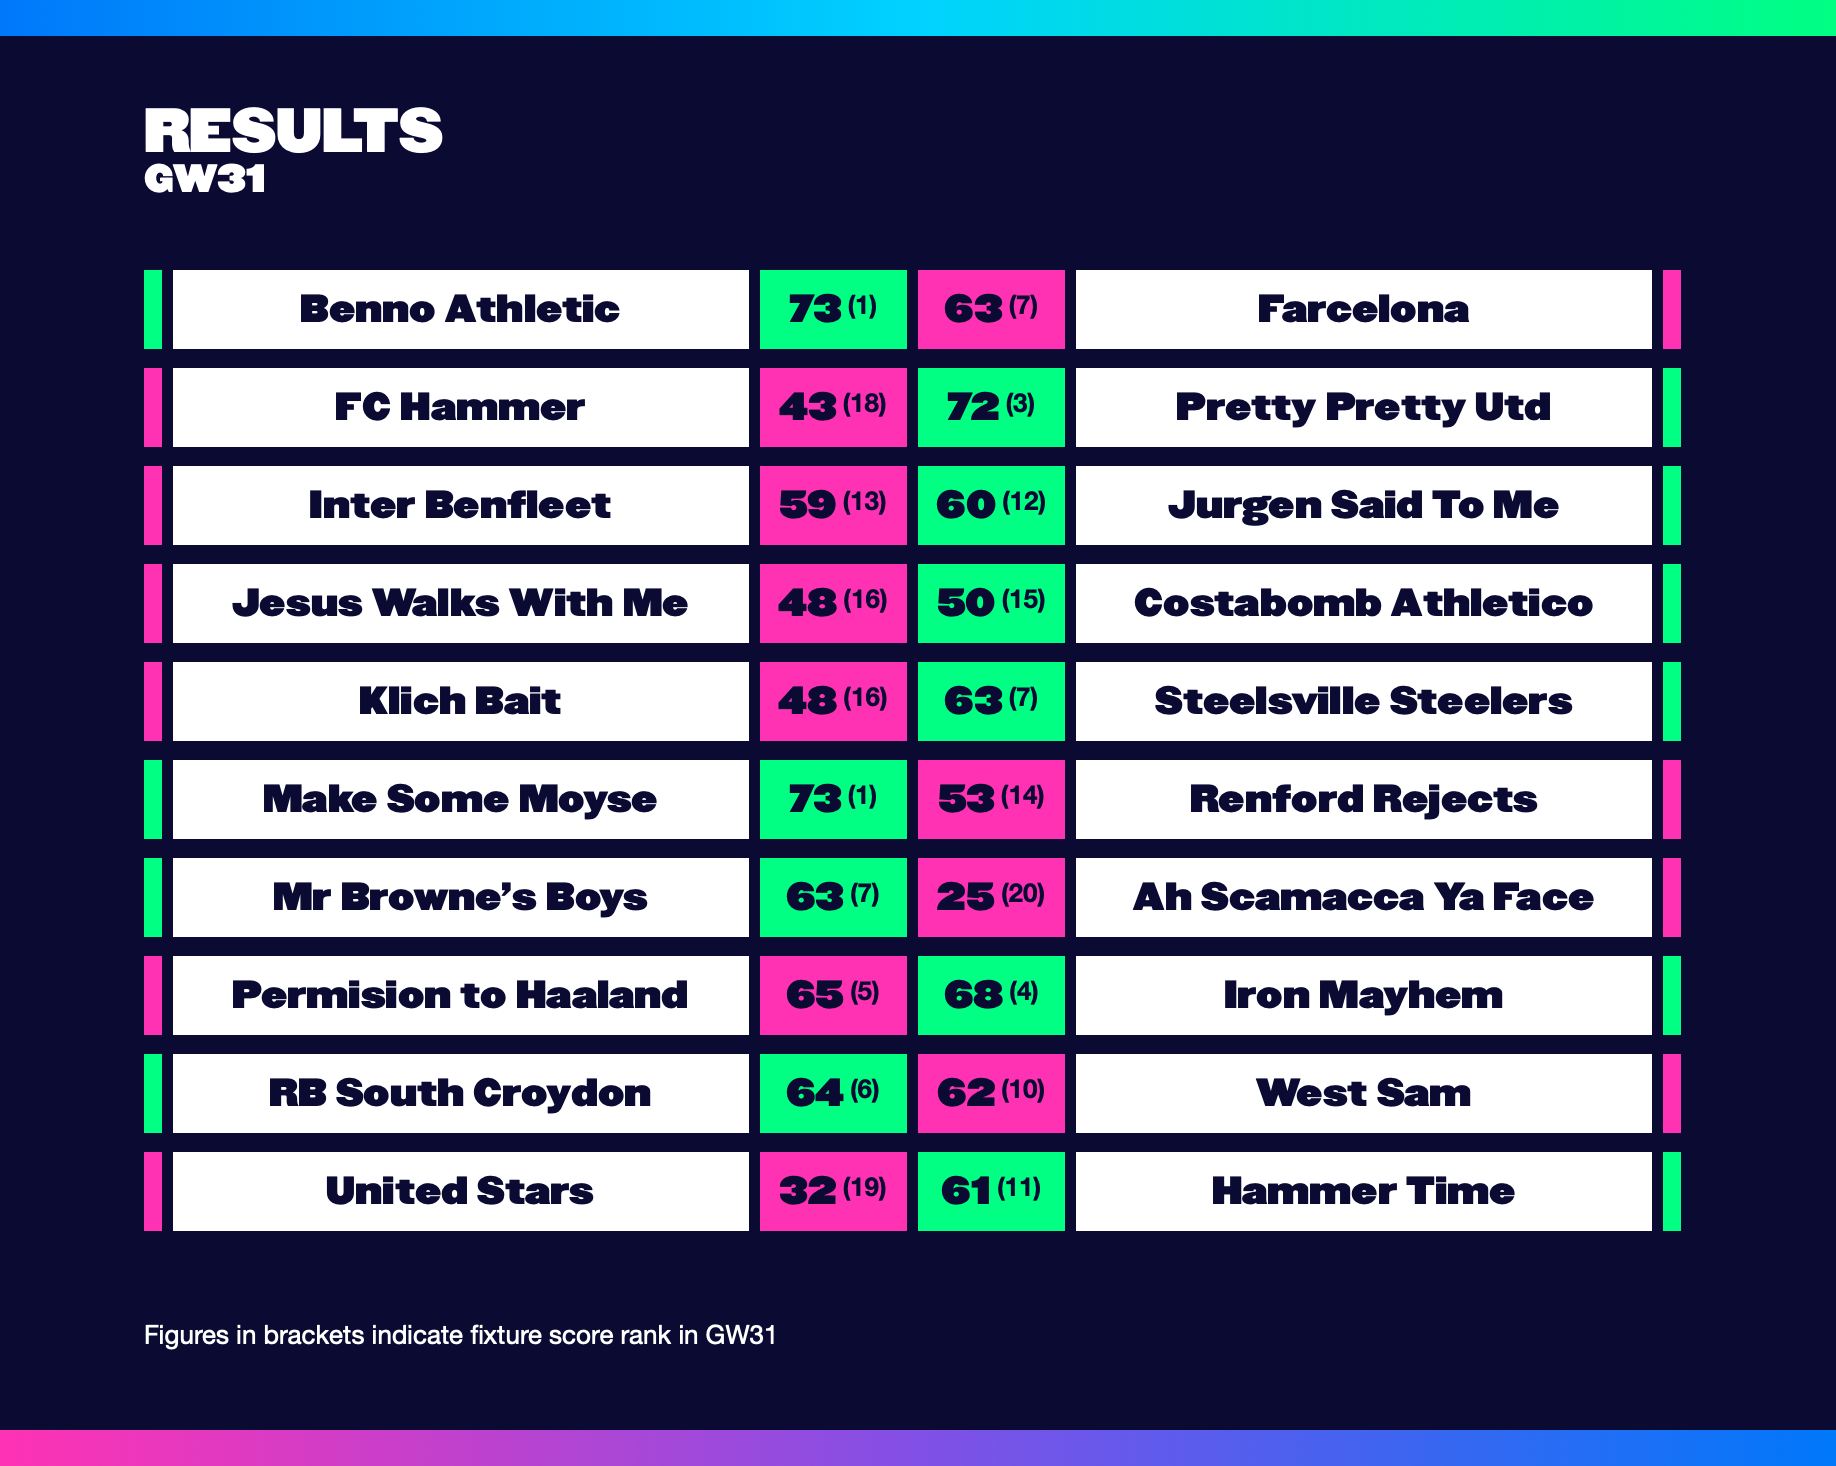 RESULTS
GW31
Benno Athletic 73 (1) 63 (7) Farcelona
FC Hammer 43 (18) 72 (3) Pretty Pretty Utd
Inter Benfleet 59 (13) 60 (12) Jurgen Said To Me
Jesus Walks With Me 48 (16) 50 (15) Costabomb Athletico
Klich Bait 48 (16) 63 (7) Steelsville Steelers
Make Some Moyse 73 (1) 53 (14) Renford Rejects
Mr Browne’s Boys 63 (7) 25 (20) Ah Scamacca Ya Face
Permision to Haaland 65 (5) 68 (4) Iron Mayhem
RB South Croydon 64 (6) 62 (10) West Sam
United Stars 32 (19) 61 (11) Hammer Time
Figures in brackets indicate fixture score rank in GW31